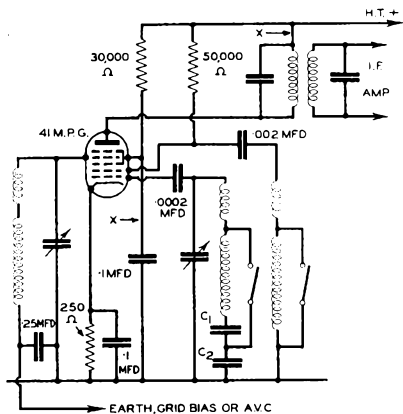 H.T. +
X
30,000 Ω
50,000 Ω
I.F.
AMP
41 M.P.G.
.002 MFD
.0002 MFD
X
.1 MFD
250 Ω
.25 MFD
.1 MFD
C1
C2
EARTH, GRID BIAS OR A.V.C